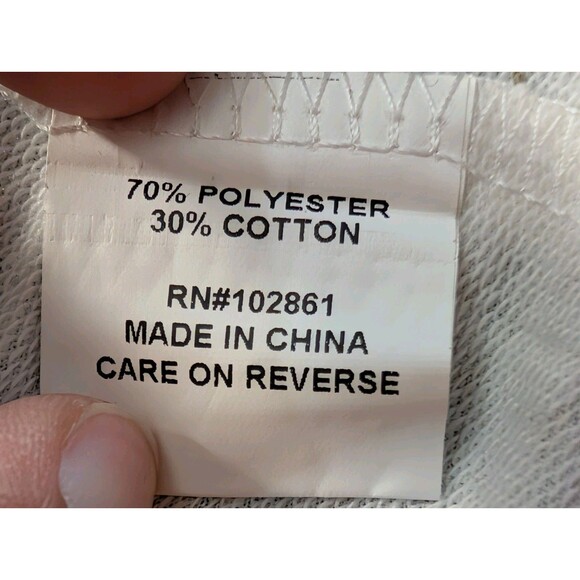 70% POLYESTER
30% COTTON
RN#102861
MADE IN CHINA
CARE ON REVERSE